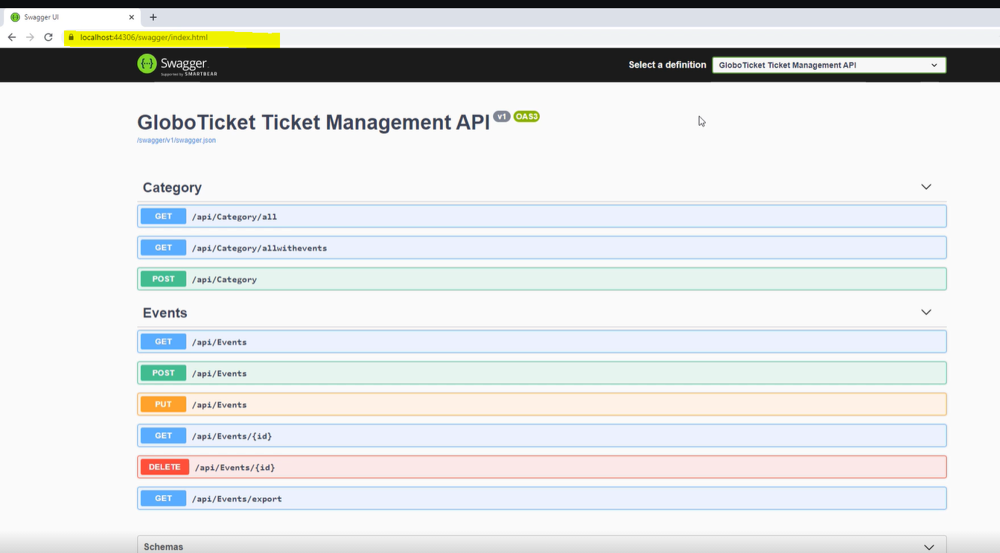 Swagger UI
localhost:44306/swagger/index.html
Swagger
Supported by SMARTBEAR
Select a definition
GloboTicket Ticket Management API
GloboTicket Ticket Management API v1 OAS3
/swagger/v1/swagger.json
Category
GET /api/Category/all
GET /api/Category/allwithevents
POST /api/Category
Events
GET /api/Events
POST /api/Events
PUT /api/Events
GET /api/Events/{id}
DELETE /api/Events/{id}
GET /api/Events/export
Schemas